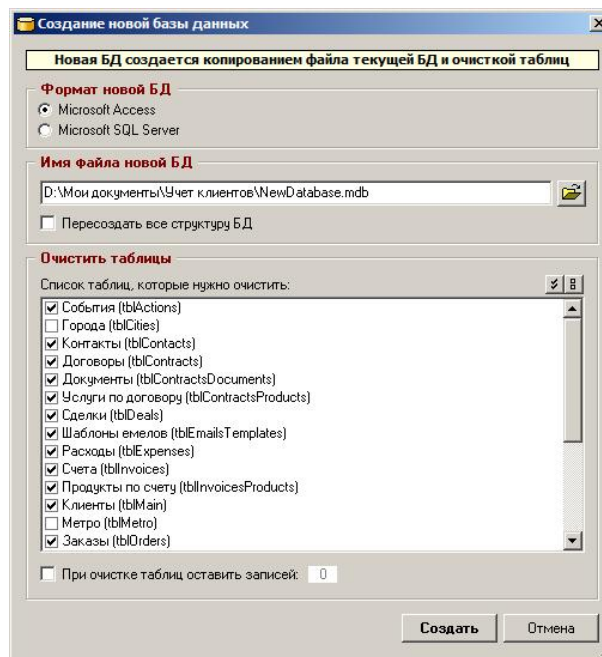 Создание новой базы данных
Новая БД создается копированием файла текущей БД и очисткой таблиц
Формат новой БД
Microsoft Access
Microsoft SQL Server
Имя файла новой БД
D:\Мои документы\Учет клиентов\NewDatabase.mdb
Пересоздать все структуру БД
Очистить таблицы
Список таблиц, которые нужно очистить:
События (tblActions)
Города (tblCities)
Контакты (tblContacts)
Договоры (tblContracts)
Документы (tblContractsDocuments)
Услуги по договору (tblContractsProducts)
Сделки (tblDeals)
Шаблоны емелов (tblEmailsTemplates)
Расходы (tblExpenses)
Счета (tblInvoices)
Продукты по счету (tblInvoicesProducts)
Клиенты (tblMain)
Метро (tblMetro)
Заказы (tblOrders)
При очистке таблиц оставить записей: 0
Создать Отмена